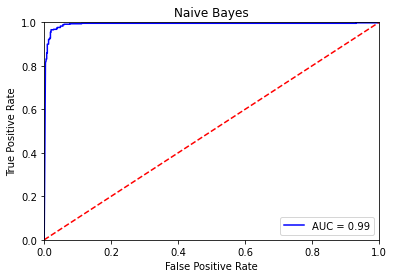 Naive Bayes
True Positive Rate
1.0
0.8
0.6
0.4
0.2
0.0
AUC = 0.99
0.0 0.2 0.4 0.6 0.8 1.0
False Positive Rate